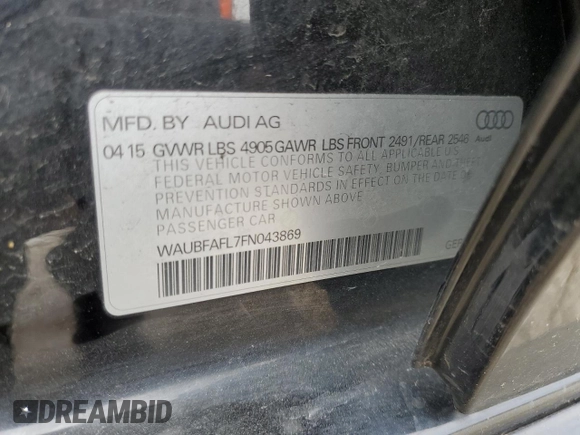 MFD. BY AUDI AG
04 15 GVWR LBS 4905 GAWR LBS FRONT 2491/REAR 2546
Audi
THIS VEHICLE CONFORMS TO ALL APPLICABLE
FEDERAL MOTOR VEHICLE SAFETY, BUMPER AND THEFT
PREVENTION STANDARDS IN EFFECT ON THE DATE OF
MANUFACTURE SHOWN ABOVE
PASSENGER CAR
WAUBFAFL7FN043869
DREAMBID